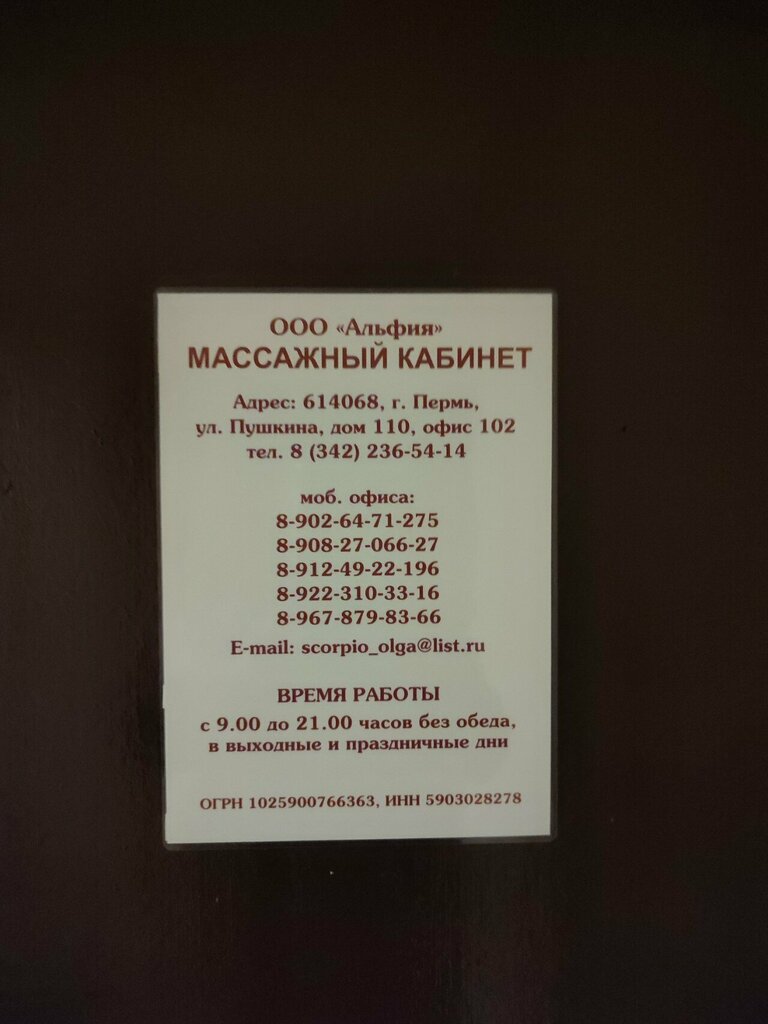 ООО «Альфия»
МАССАЖНЫЙ КАБИНЕТ
Адрес: 614068, г. Пермь,
ул. Пушкина, дом 110, офис 102
тел. 8 (342) 236-54-14
моб. офиса:
8-902-64-71-275
8-908-27-066-27
8-912-49-22-196
8-922-310-33-16
8-967-879-83-66
E-mail: scorpio_olga@list.ru
ВРЕМЯ РАБОТЫ
с 9.00 до 21.00 часов без обеда,
в выходные и праздничные дни
ОГРН 1025900766363, ИНН 5903028278